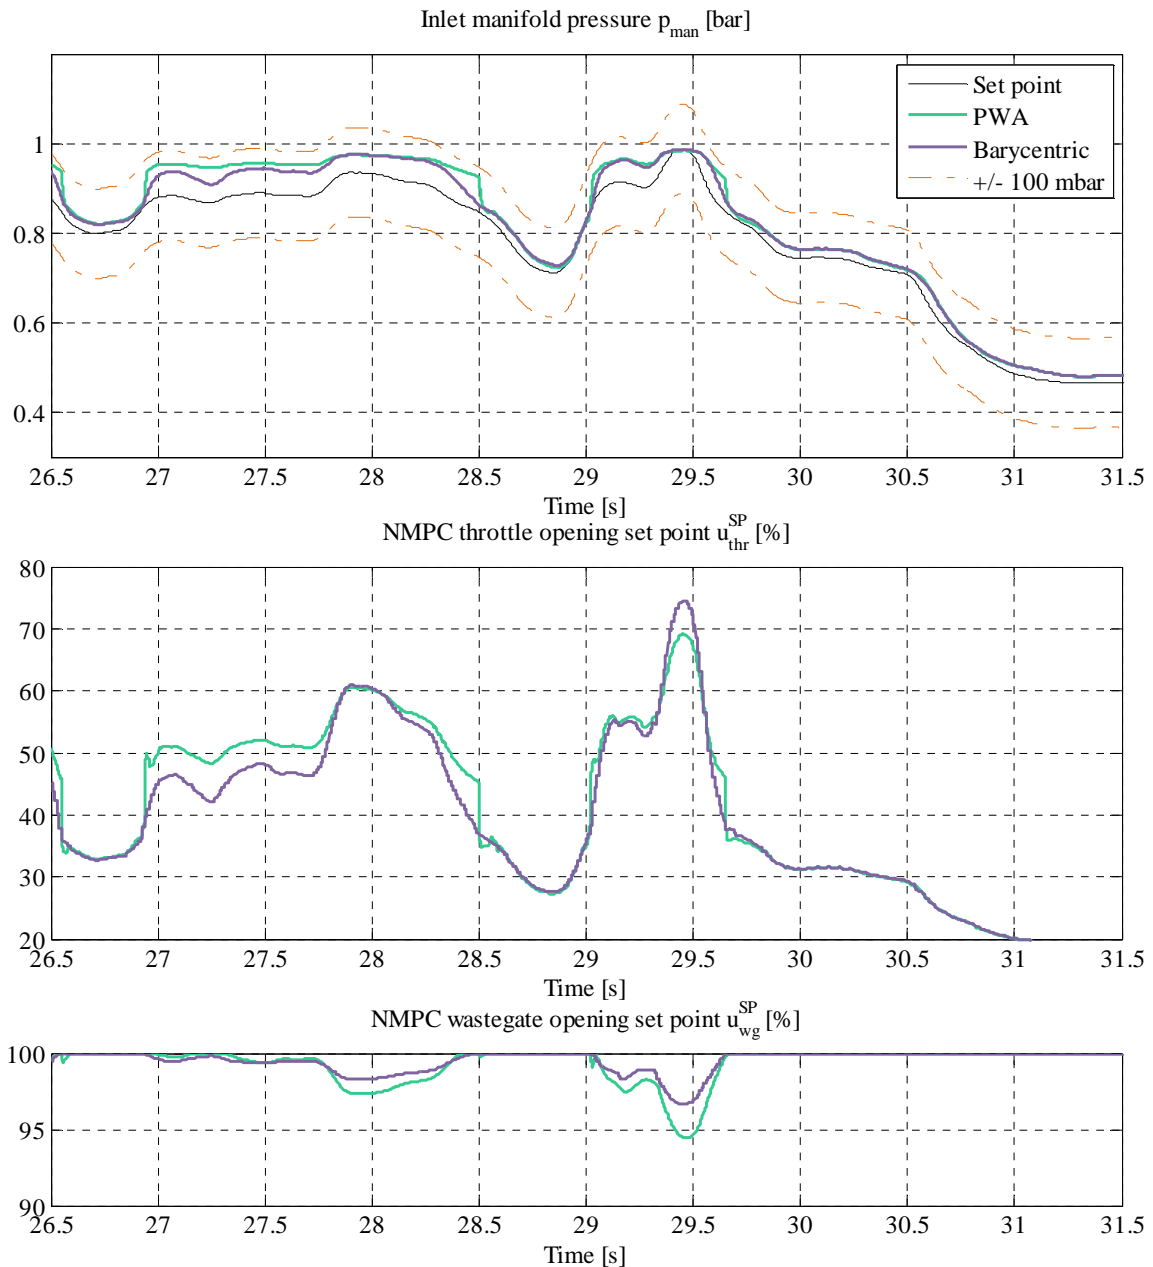 Inlet manifold pressure p_man [bar]
Set point
PWA
Barycentric
+/- 100 mbar
1
0.8
0.6
0.4
26.5 27 27.5 28 28.5 29 29.5 30 30.5 31 31.5
Time [s]
NMPC throttle opening set point u_thr^SP [%]
80
70
60
50
40
30
20
26.5 27 27.5 28 28.5 29 29.5 30 30.5 31 31.5
Time [s]
NMPC wastegate opening set point u_wg^SP [%]
100
95
90
26.5 27 27.5 28 28.5 29 29.5 30 30.5 31 31.5
Time [s]